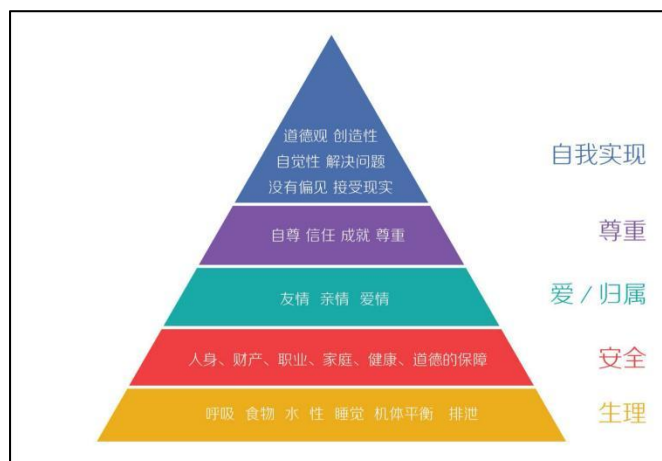 道德观 创造性
自觉性 解决问题
没有偏见 接受现实
自我实现
自尊 信任 成就 尊重
尊重
友情 亲情 爱情
爱 / 归属
人身、财产、职业、家庭、健康、道德的保障
安全
呼吸 食物 水 性 睡觉 机体平衡 排泄
生理